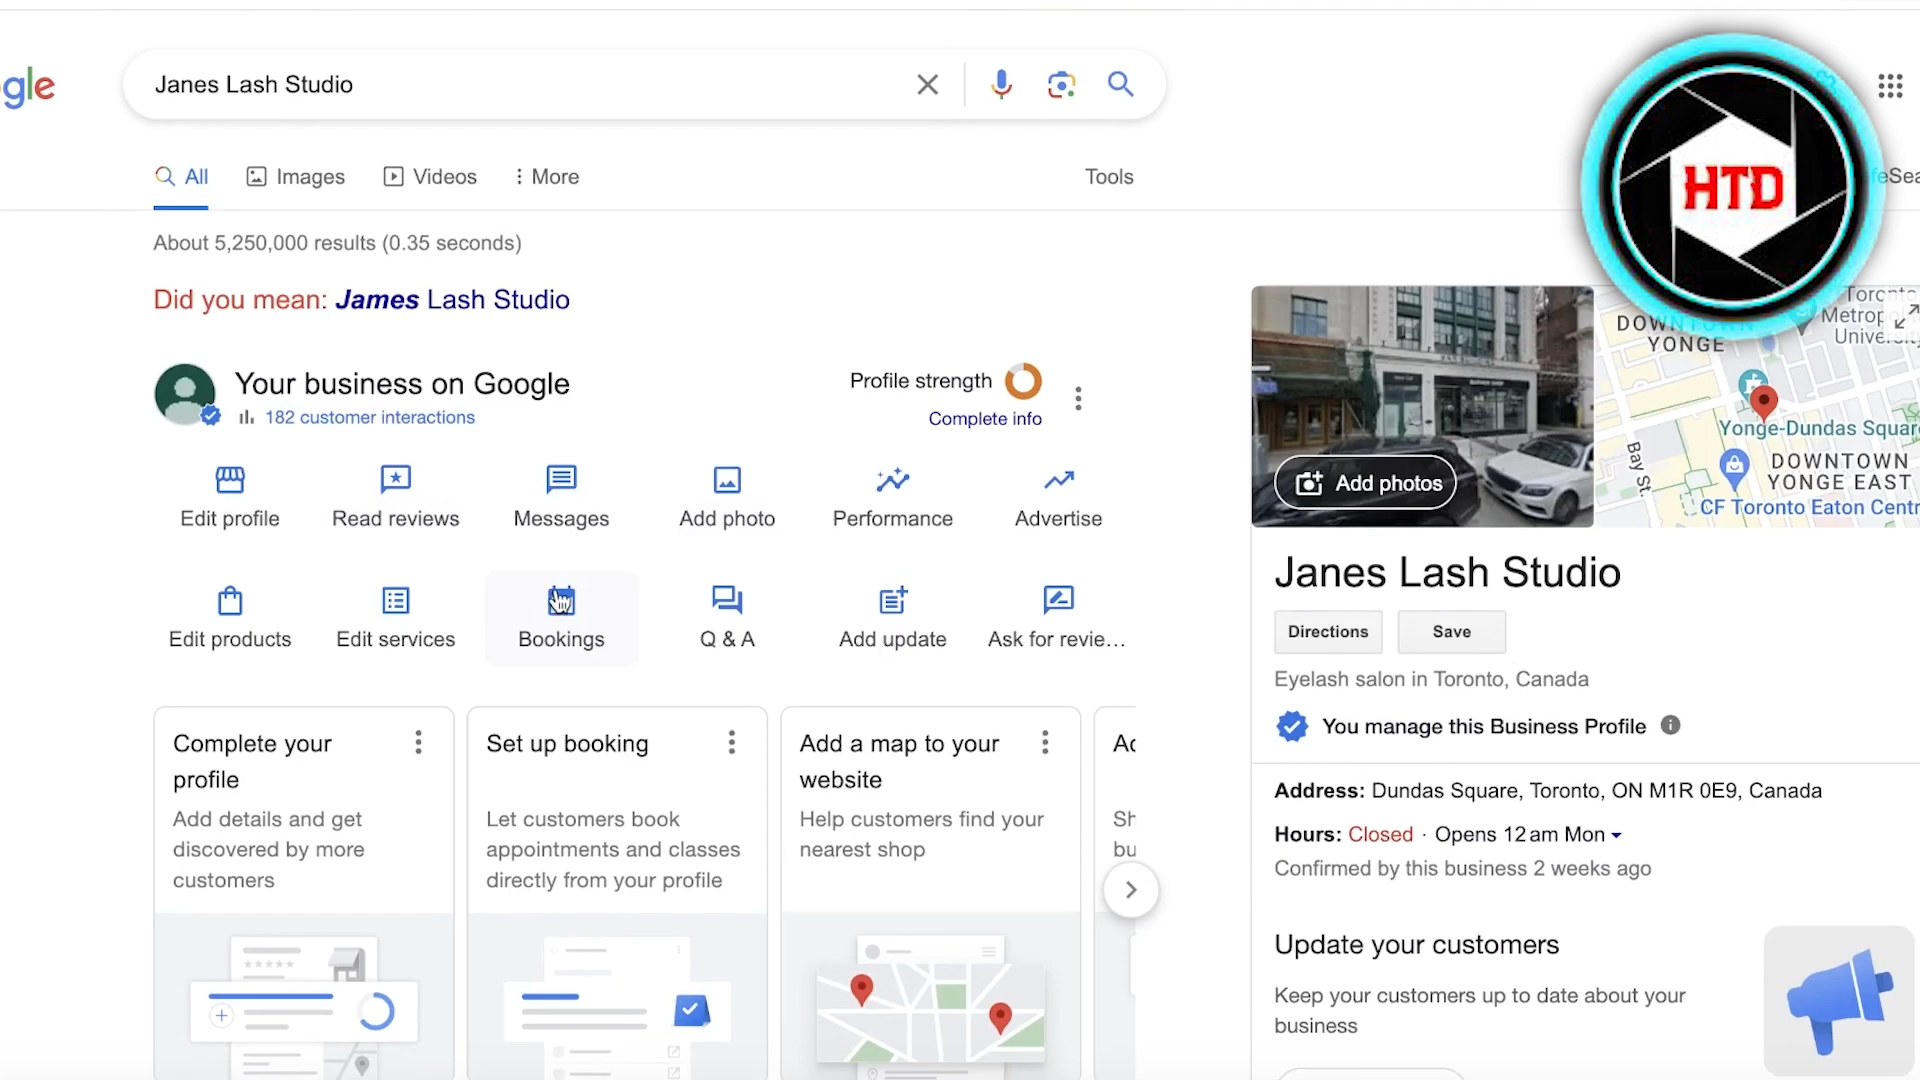 gle
Janes Lash Studio
All
Images
Videos
More
Tools
About 5,250,000 results (0.35 seconds)
Did you mean: James Lash Studio
HTD
Your business on Google
182 customer interactions
Profile strength
Complete info
Edit profile
Read reviews
Messages
Add photo
Performance
Advertise
Edit products
Edit services
Bookings
Q & A
Add update
Ask for revie...
Complete your
profile
Add details and get
discovered by more
customers
Set up booking
Let customers book
appointments and classes
directly from your profile
Add a map to your
website
Help customers find your
nearest shop
Add photos
Toronto
Metrop
Univer
DOWNTOWN
YONGE
Yonge-Dundas Square
Bay St.
DOWNTOWN
YONGE EAST
CF Toronto Eaton Centr
Janes Lash Studio
Directions
Save
Eyelash salon in Toronto, Canada
You manage this Business Profile
Address: Dundas Square, Toronto, ON M1R 0E9, Canada
Hours: Closed · Opens 12 am Mon
Confirmed by this business 2 weeks ago
Update your customers
Keep your customers up to date about your
business